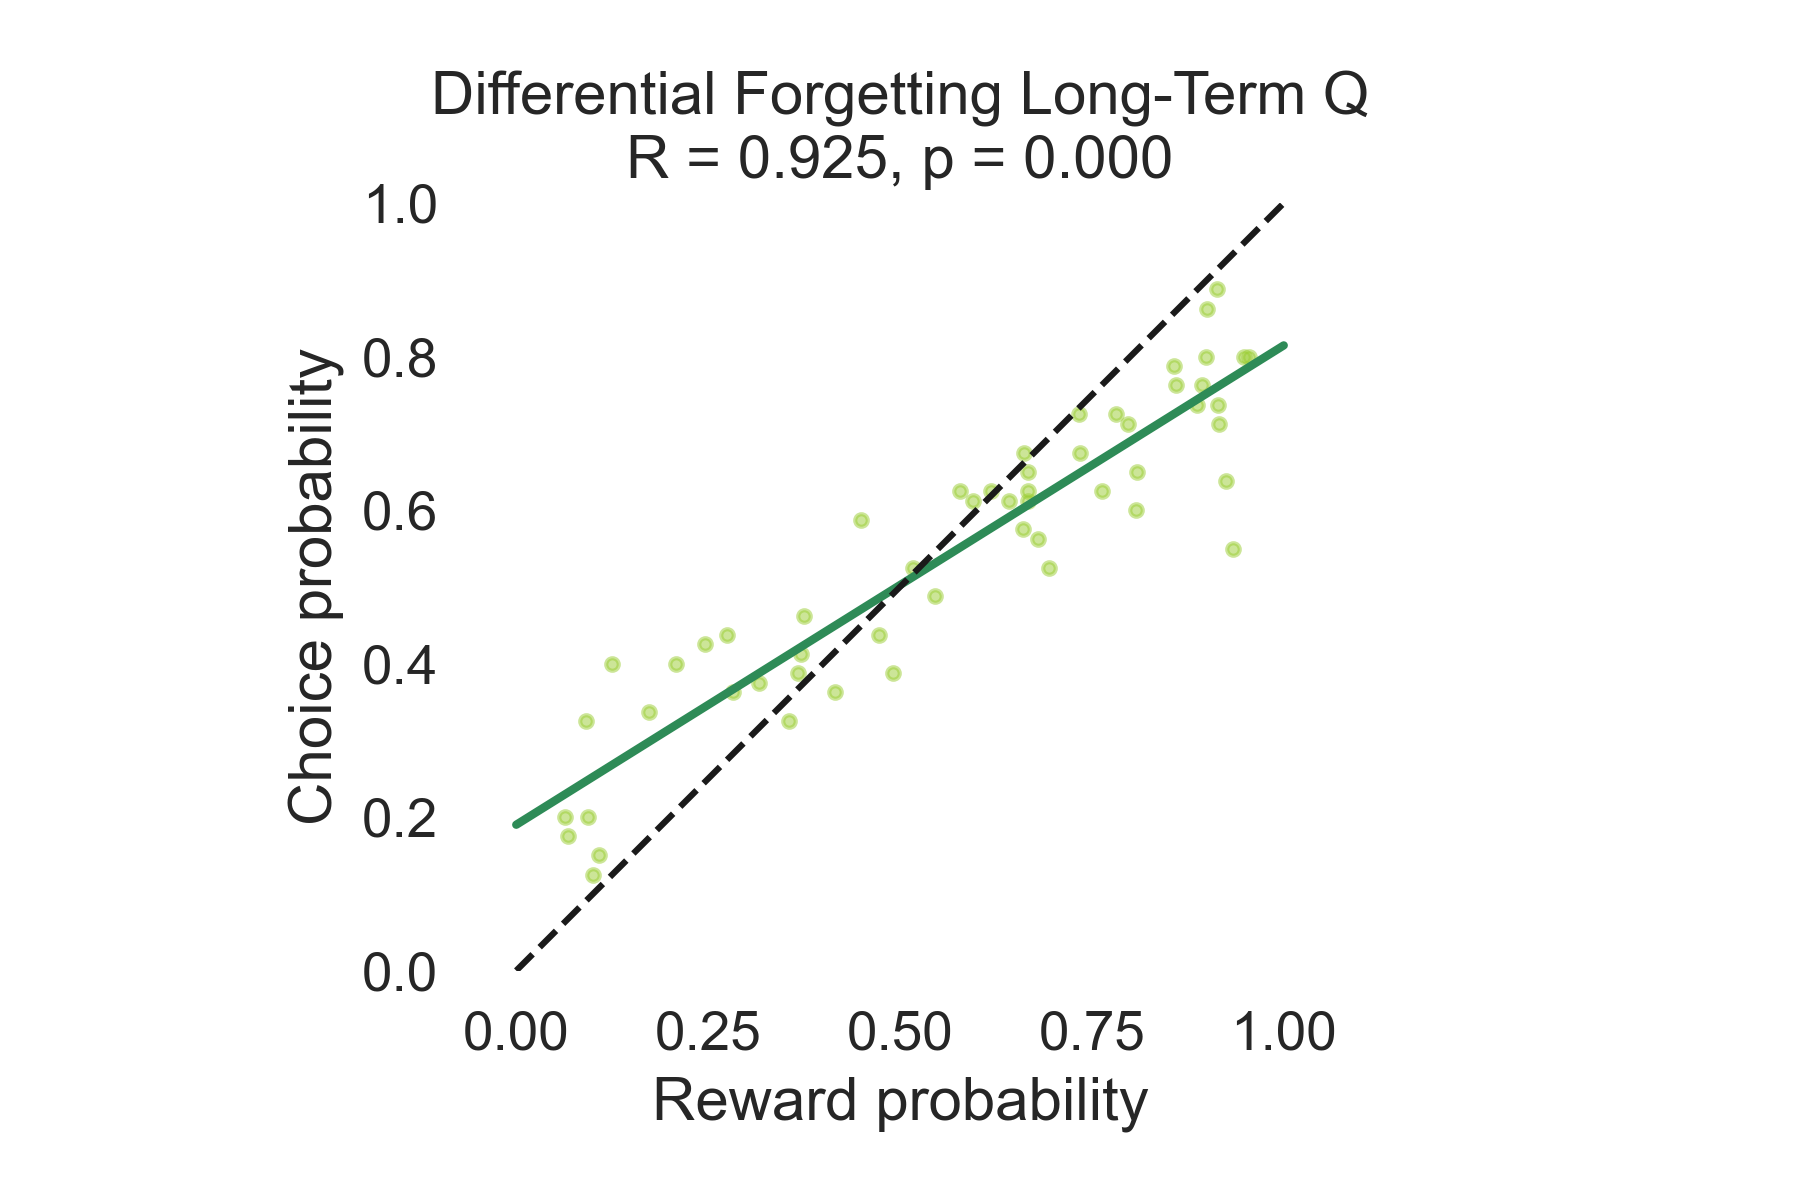 Differential Forgetting Long-Term Q
R = 0.925, p = 0.000
1.0
0.8
0.6
0.4
0.2
0.0
Choice probability
0.00 0.25 0.50 0.75 1.00
Reward probability